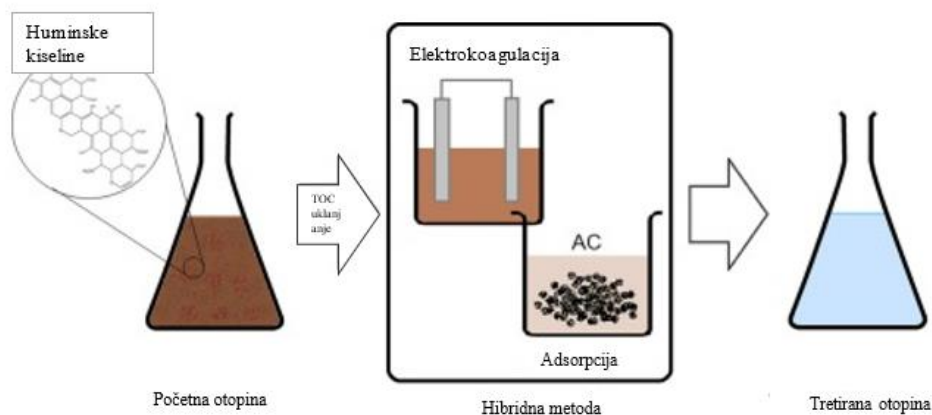 Huminske
kiseline
Elektrokoagulacija
TOC
uklanj
anje
AC
Adsorpcija
Početna otopina
Hibridna metoda
Tretirana otopina